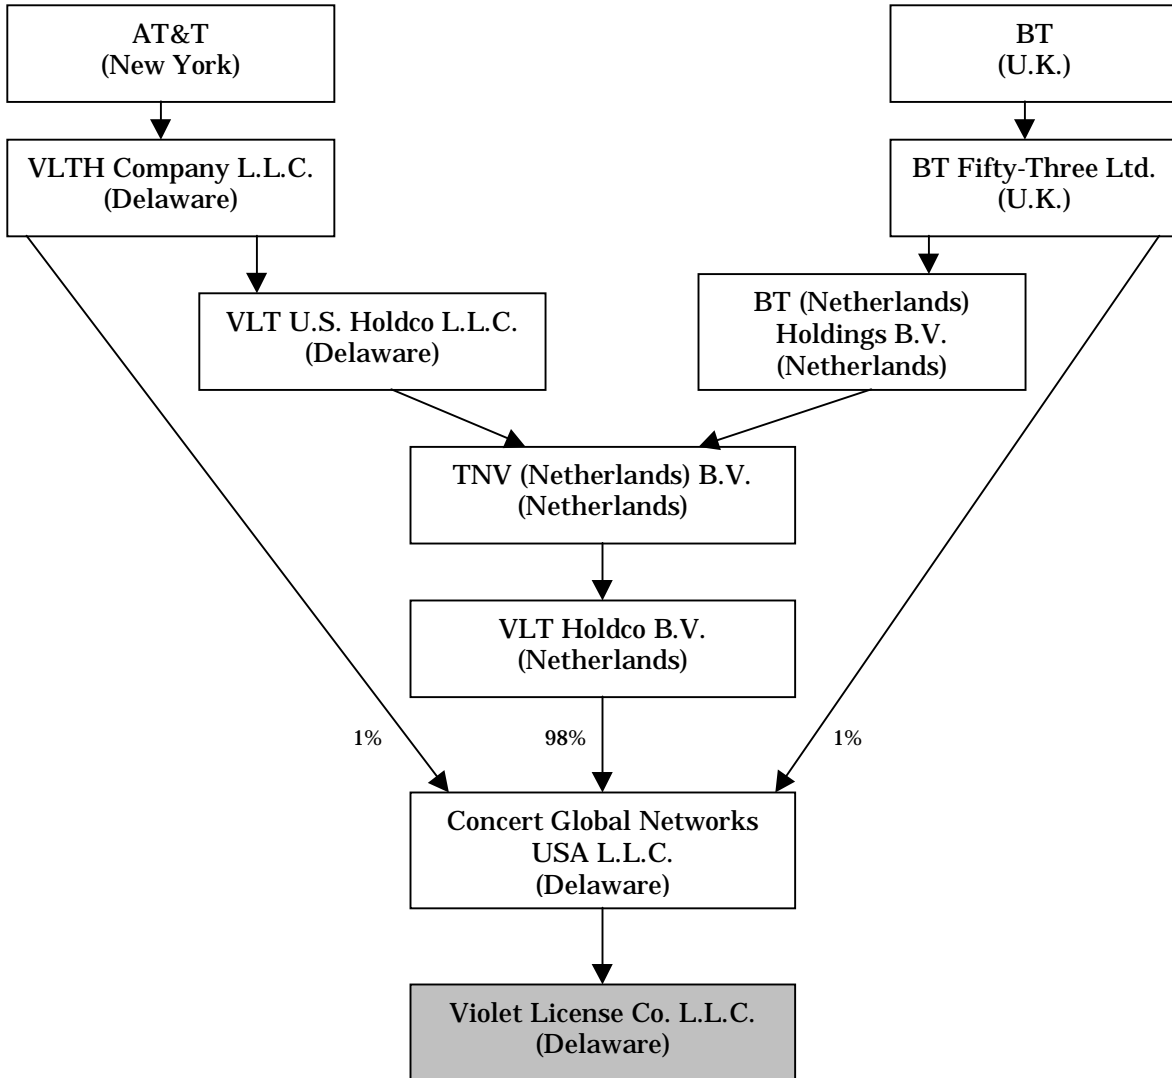 AT&T
(New York)
BT
(U.K.)
VLTH Company L.L.C.
(Delaware)
BT Fifty-Three Ltd.
(U.K.)
VLT U.S. Holdco L.L.C.
(Delaware)
BT (Netherlands)
Holdings B.V.
(Netherlands)
TNV (Netherlands) B.V.
(Netherlands)
VLT Holdco B.V.
(Netherlands)
1%
98%
1%
Concert Global Networks
USA L.L.C.
(Delaware)
Violet License Co. L.L.C.
(Delaware)